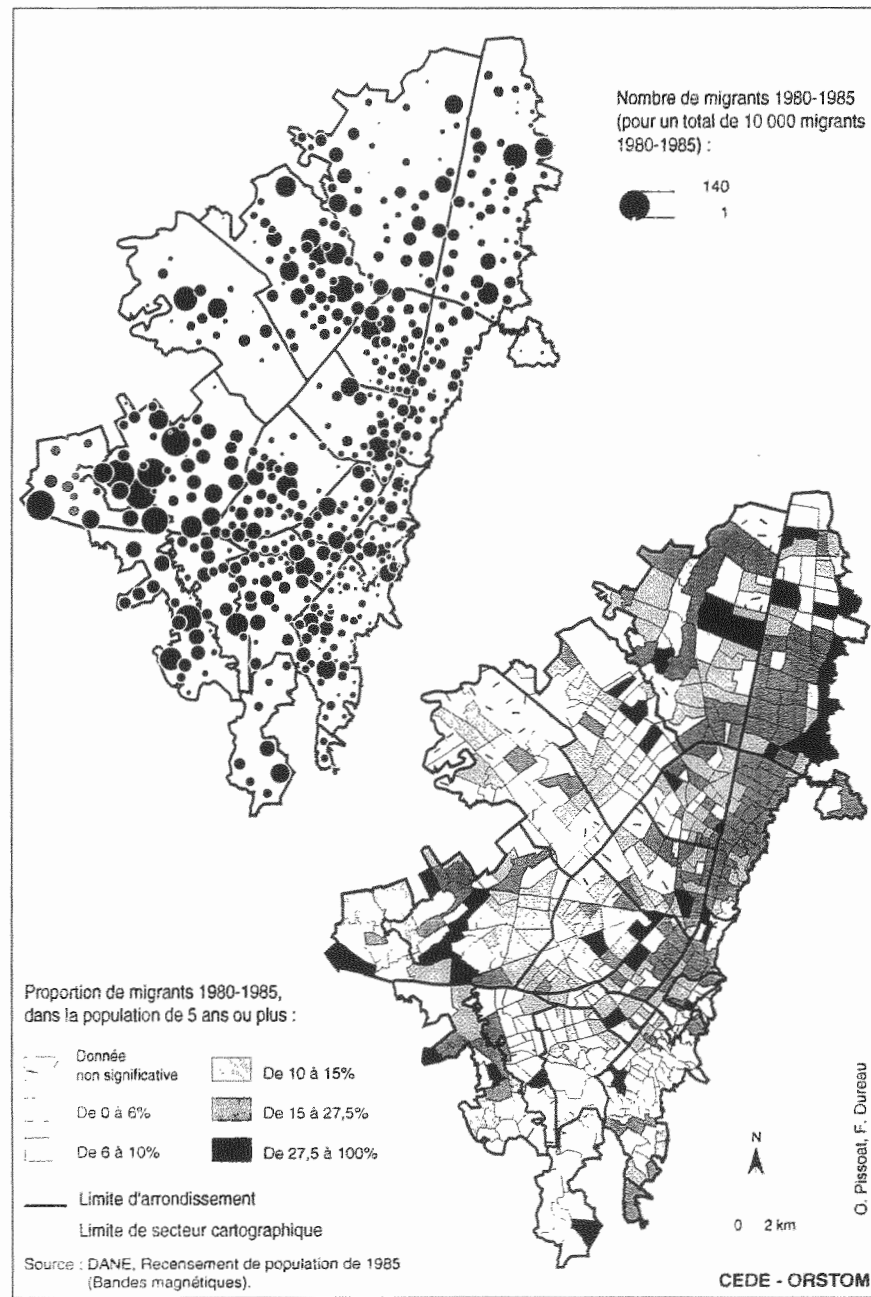 Nombre de migrants 1980-1985
(pour un total de 10 000 migrants
1980-1985) :
140
1
Proportion de migrants 1980-1985,
dans la population de 5 ans ou plus :
Donnée
non significative
De 0 à 6%
De 6 à 10%
De 10 à 15%
De 15 à 27,5%
De 27,5 à 100%
Limite d'arrondissement
Limite de secteur cartographique
Source : DANE, Recensement de population de 1985
(Bandes magnétiques).
N
0 2 km
O. Pissoat, F. Dureau
CEDE - ORSTOM